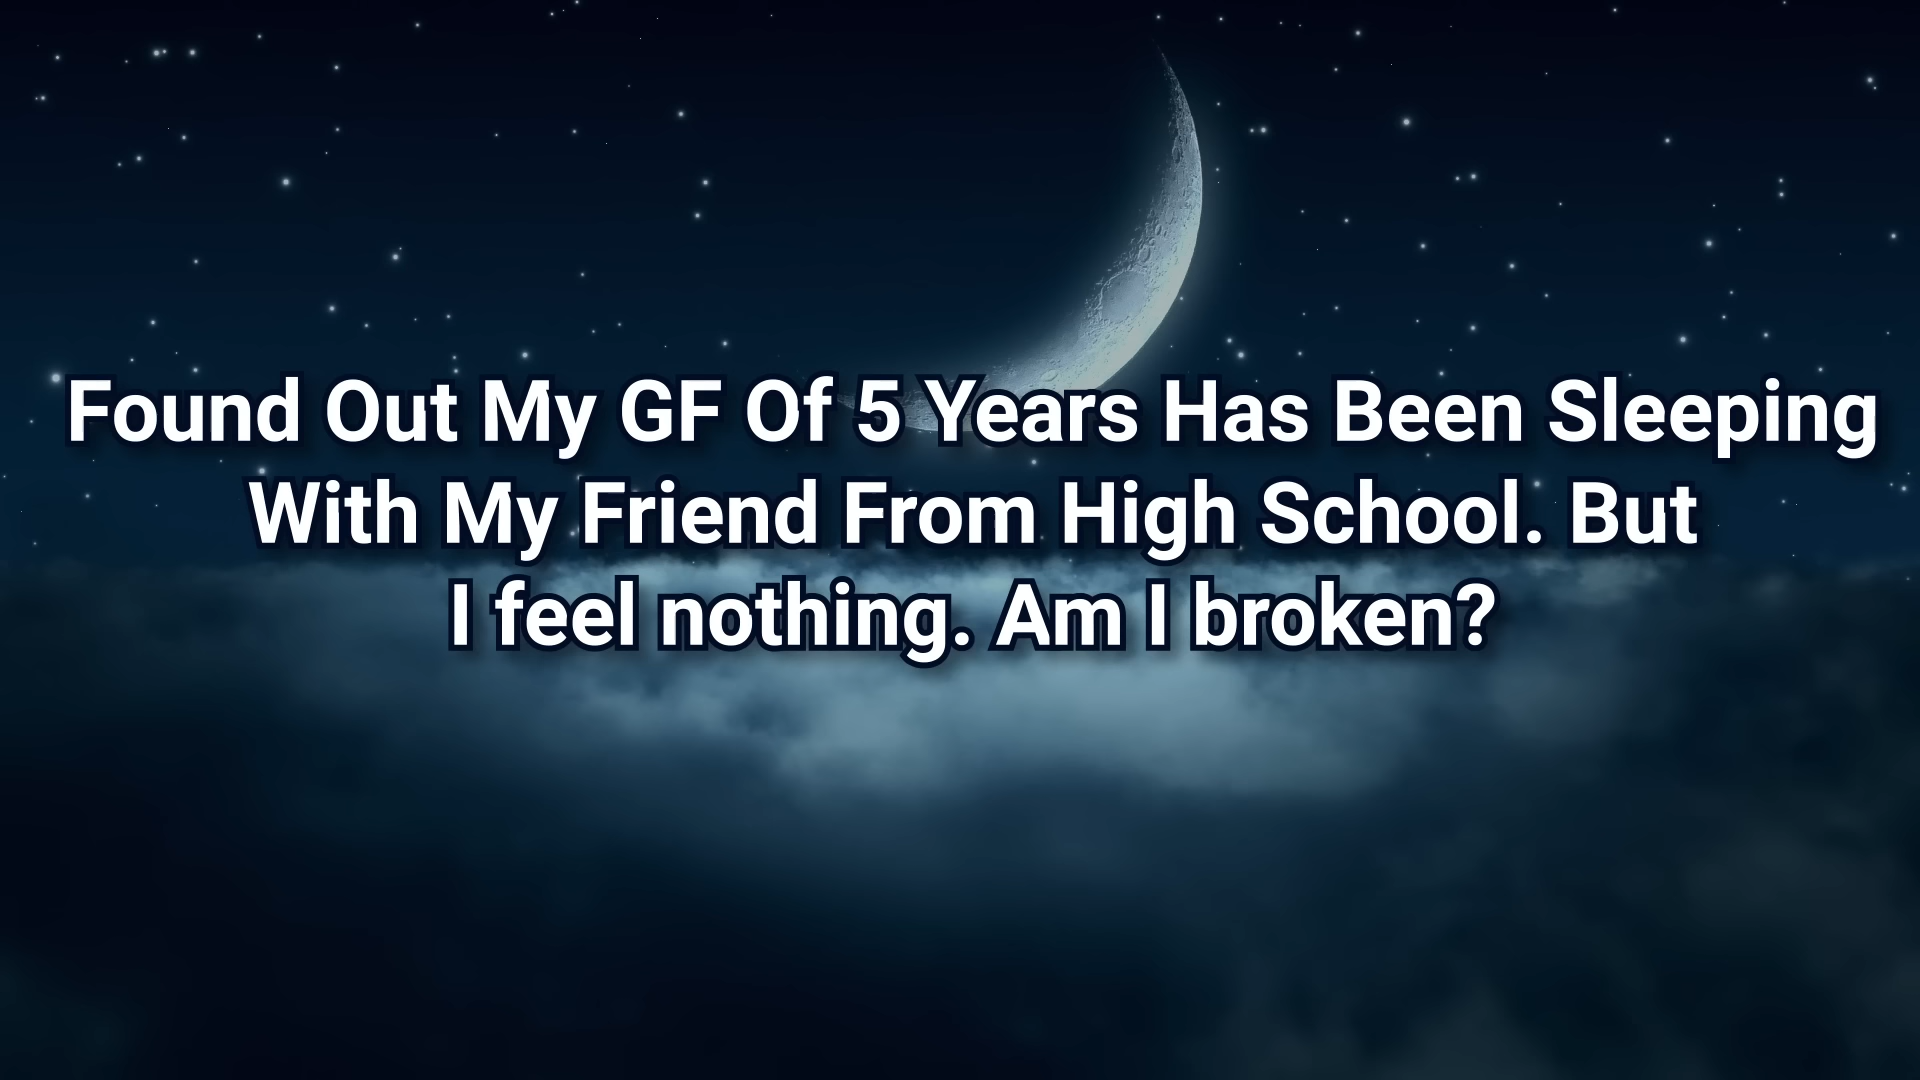 Found Out My GF Of 5 Years Has Been Sleeping
With My Friend From High School. But
I feel nothing. Am I broken?